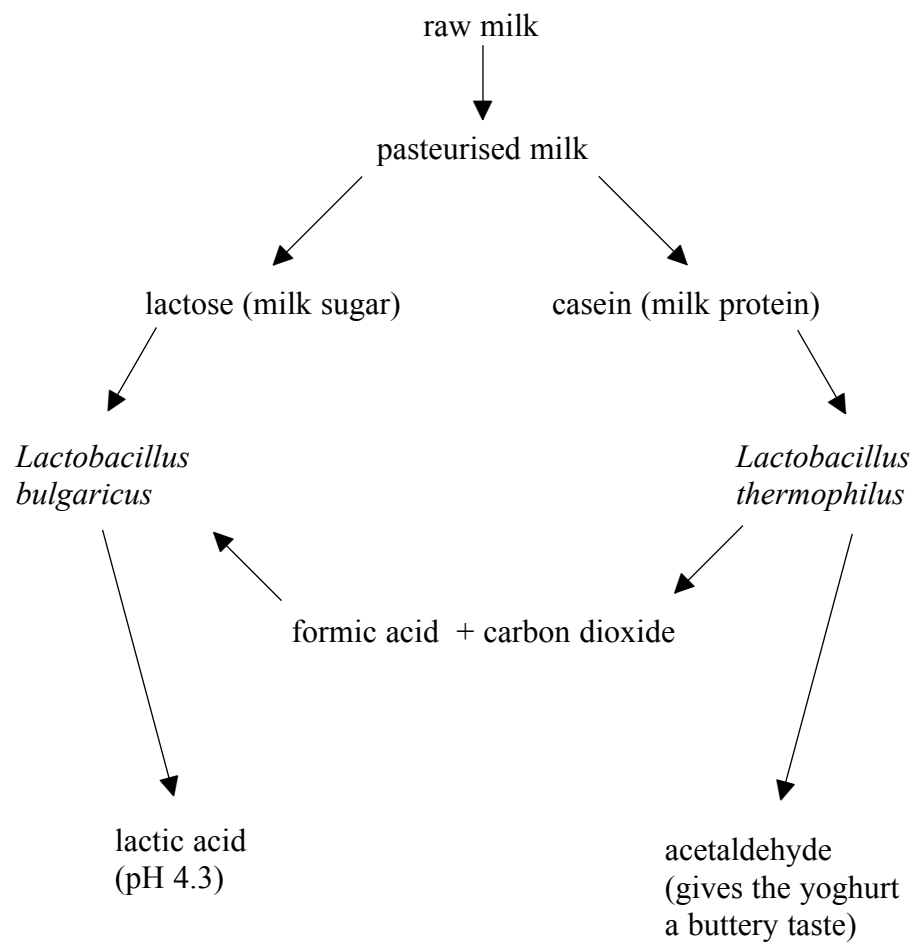 raw milk
pasteurised milk
lactose (milk sugar)
casein (milk protein)
Lactobacillus
bulgaricus
Lactobacillus
thermophilus
formic acid + carbon dioxide
lactic acid
(pH 4.3)
acetaldehyde
(gives the yoghurt
a buttery taste)